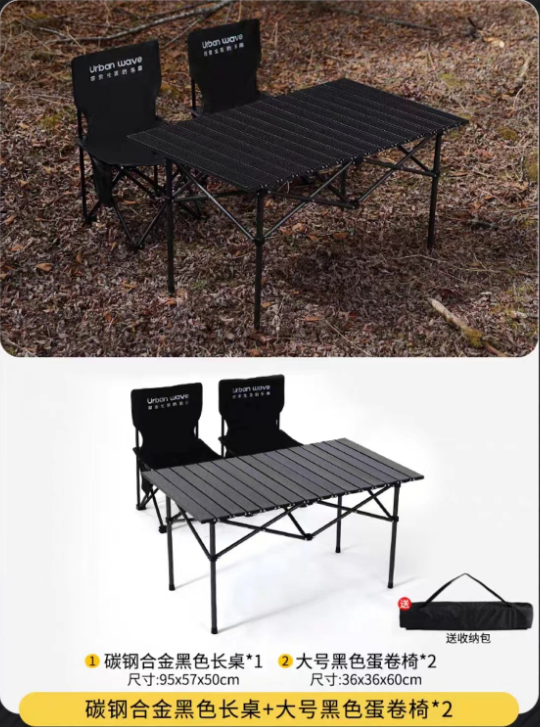 Urban wave
Urban wave
Urban wave
送
送收纳包
1 碳钢合金黑色长桌*1
2 大号黑色蛋卷椅*2
尺寸:95x57x50cm
尺寸:36x36x60cm
碳钢合金黑色长桌+大号黑色蛋卷椅*2